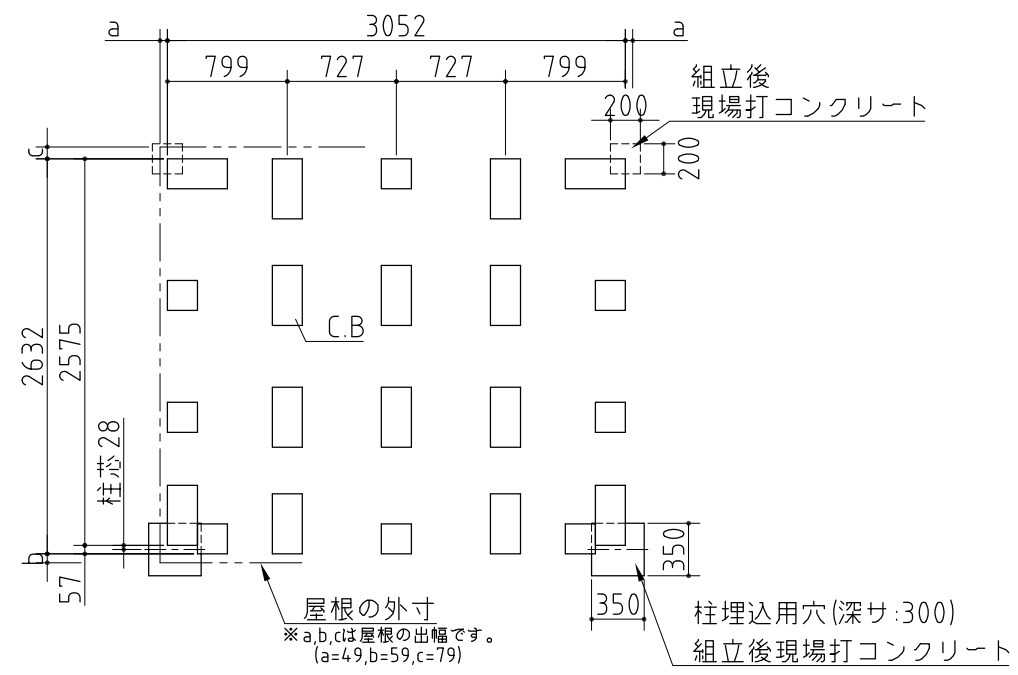 a
3052
a
799
727
727
799
組立後
現場打コンクリート
200
200
c
2632
2575
C.B
柱芯 28
b
57
350
350
屋根の外寸
※a,b,cは屋根の出幅です。
(a=49,b=59,c=79)
柱埋込用穴(深サ:300)
組立後現場打コンクリート